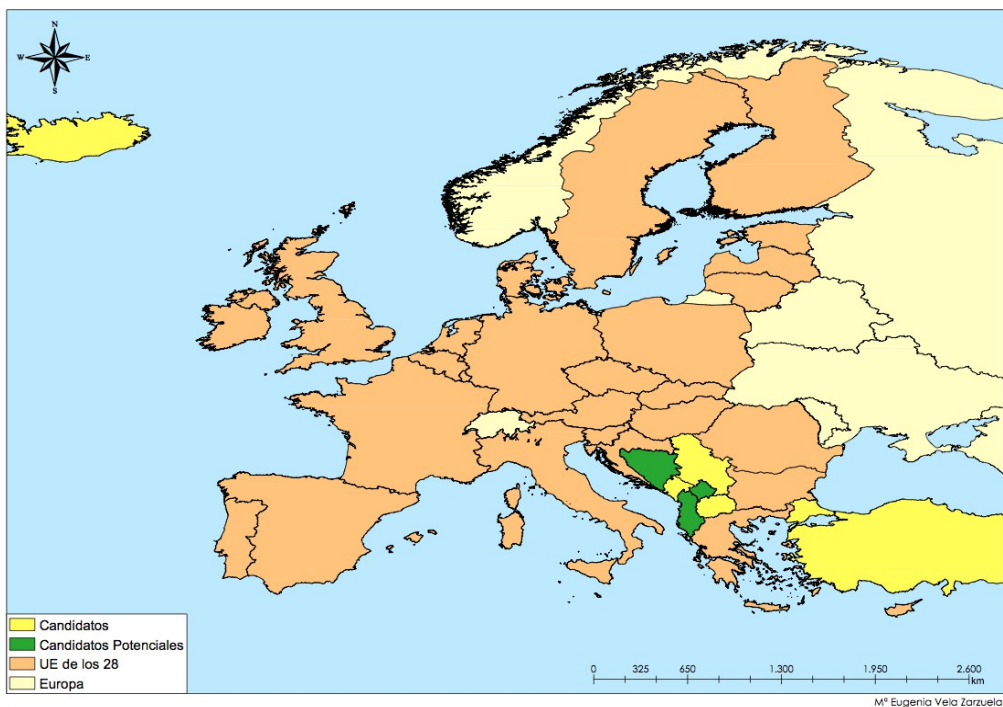 N
W E
S
Candidatos
Candidatos Potenciales
UE de los 28
Europa
0 325 650 1.300 1.950 2.600
km
Mª Eugenia Vela Zarzuela